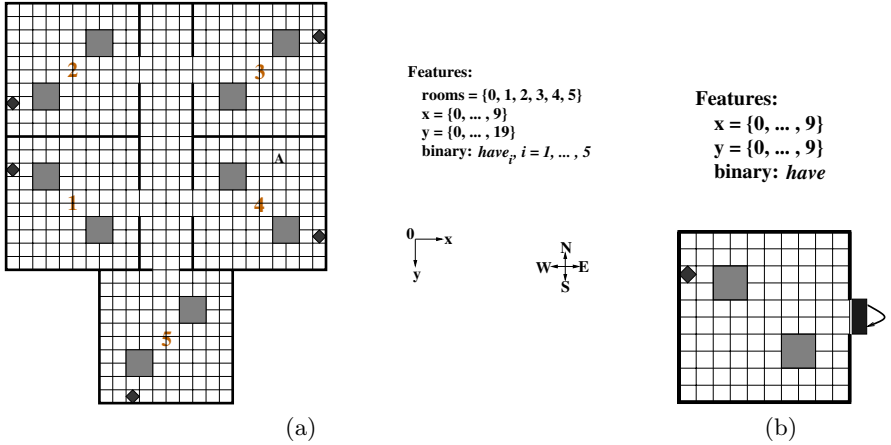 2
3
A
1
4
5
Features:
rooms = {0, 1, 2, 3, 4, 5}
x = {0, ... , 9}
y = {0, ... , 19}
binary: have_i, i = 1, ... , 5
0
x
y
N
W E
S
(a)
Features:
x = {0, ... , 9}
y = {0, ... , 9}
binary: have
(b)